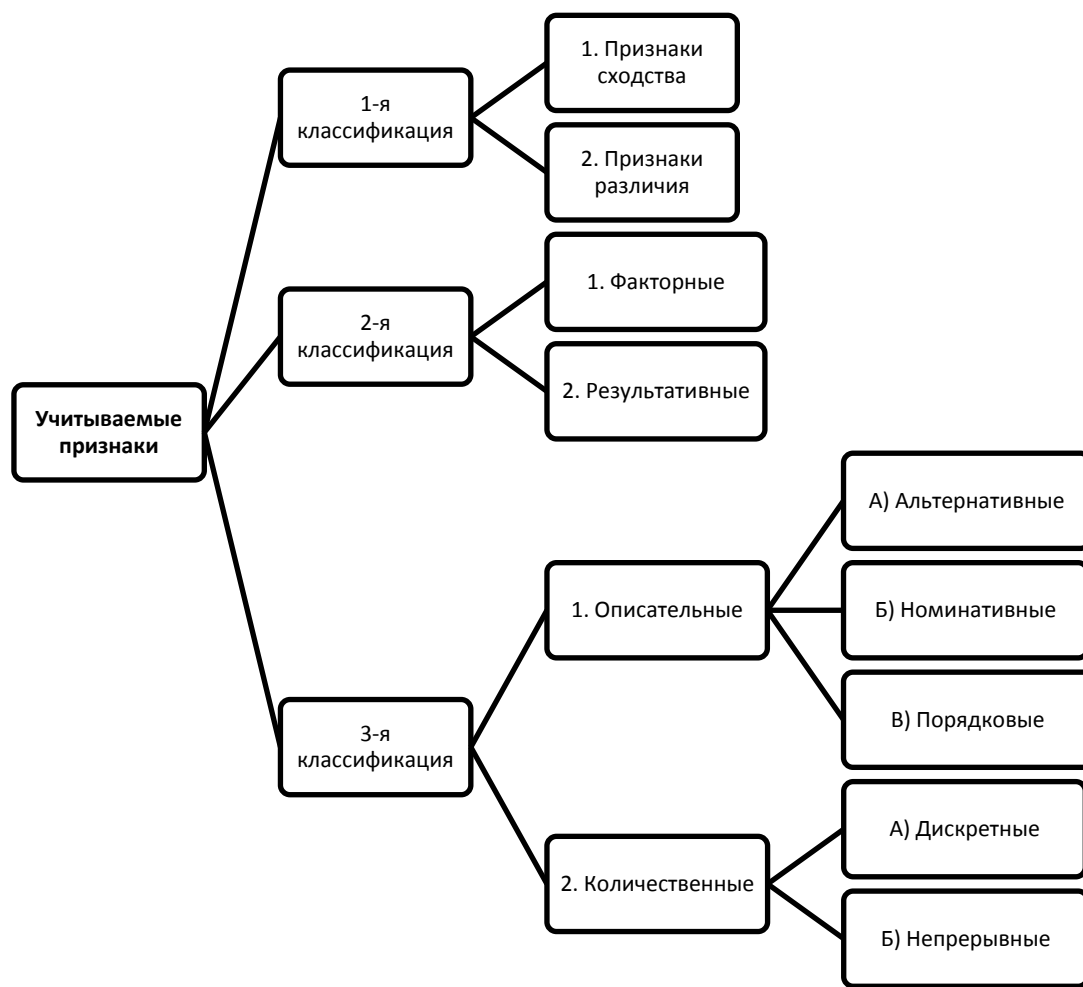 Учитываемые
признаки
1-я
классификация
1. Признаки
сходства
2. Признаки
различия
2-я
классификация
1. Факторные
2. Результативные
3-я
классификация
1. Описательные
А) Альтернативные
Б) Номинативные
В) Порядковые
2. Количественные
А) Дискретные
Б) Непрерывные